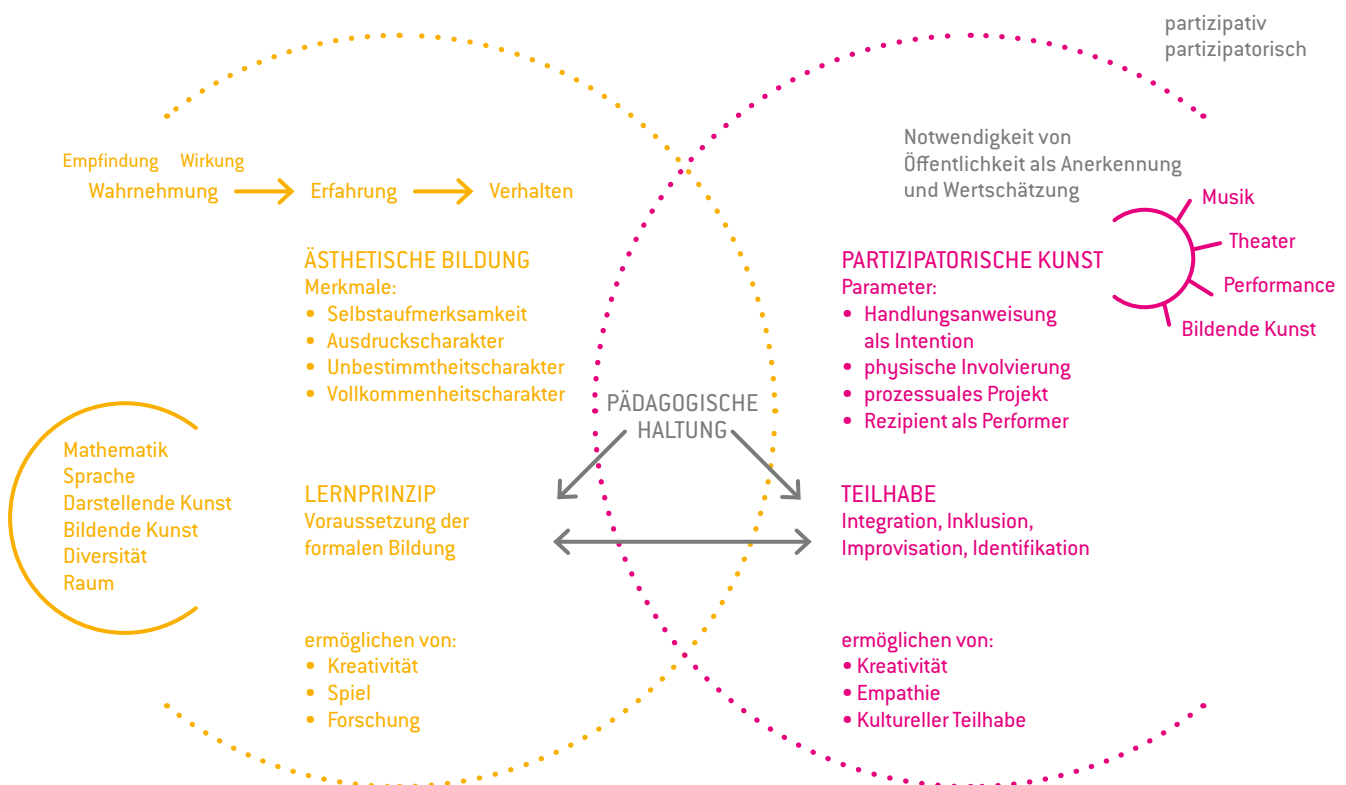 partizipativ
partizipatorisch
Notwendigkeit von
Öffentlichkeit als Anerkennung
und Wertschätzung
Empfindung Wirkung
Wahrnehmung Erfahrung Verhalten
ÄSTHETISCHE BILDUNG
Merkmale:
• Selbstaufmerksamkeit
• Ausdruckscharakter
• Unbestimmtheitscharakter
• Vollkommenheitscharakter
PARTIZIPATORISCHE KUNST
Parameter:
• Handlungsanweisung
als Intention
• physische Involvierung
• prozessuales Projekt
• Rezipient als Performer
Musik
Theater
Performance
Bildende Kunst
PÄDAGOGISCHE
HALTUNG
Mathematik
Sprache
Darstellende Kunst
Bildende Kunst
Diversität
Raum
LERNPRINZIP
Voraussetzung der
formalen Bildung
TEILHABE
Integration, Inklusion,
Improvisation, Identifikation
ermöglichen von:
• Kreativität
• Spiel
• Forschung
ermöglichen von:
• Kreativität
• Empathie
• Kultureller Teilhabe